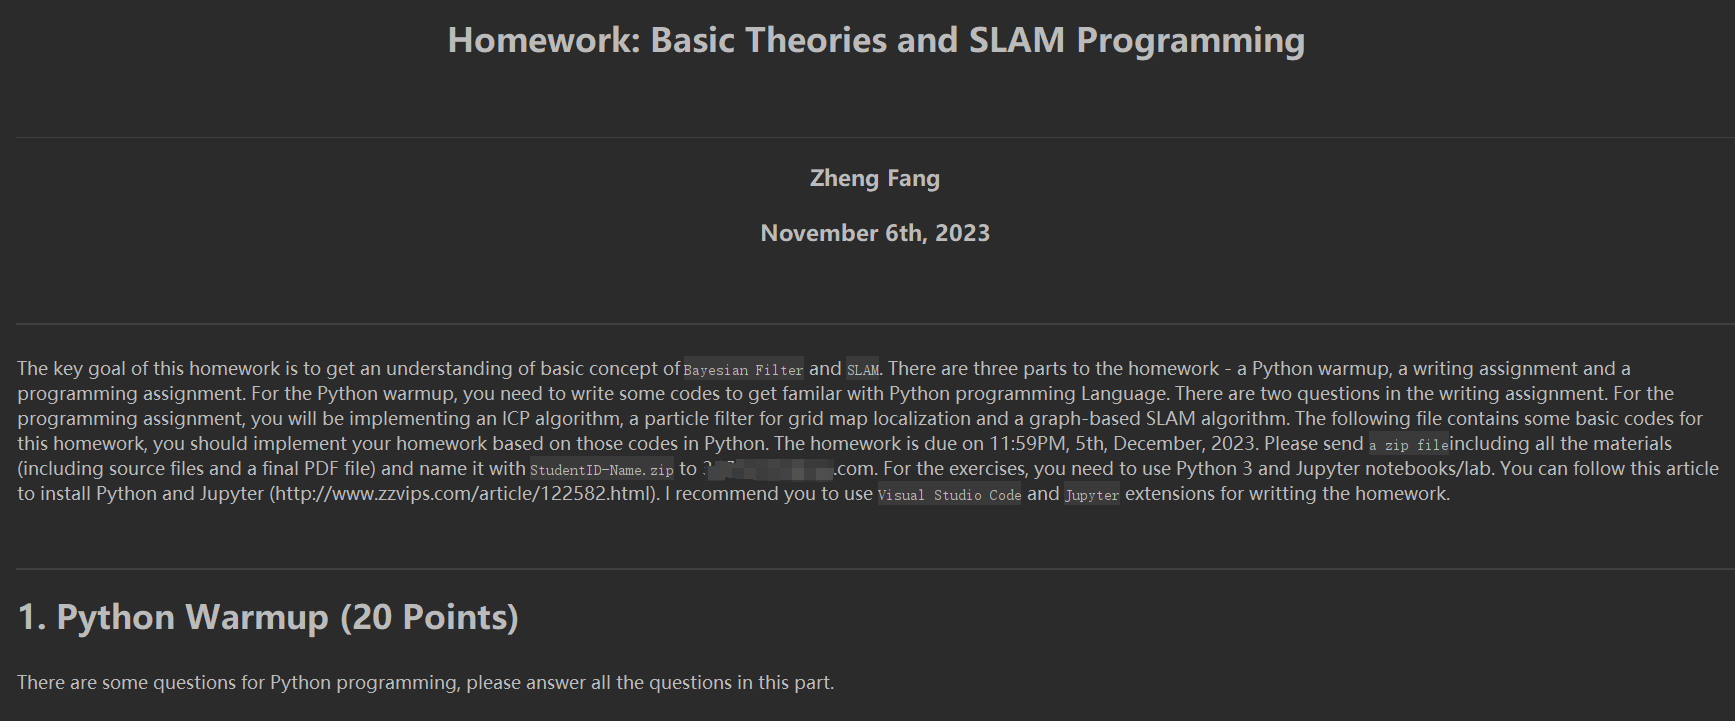 Homework: Basic Theories and SLAM Programming
Zheng Fang
November 6th, 2023
The key goal of this homework is to get an understanding of basic concept of Bayesian Filter and SLAM. There are three parts to the homework - a Python warmup, a writing assignment and a
programming assignment. For the Python warmup, you need to write some codes to get familar with Python programming Language. There are two questions in the writing assignment. For the
programming assignment, you will be implementing an ICP algorithm, a particle filter for grid map localization and a graph-based SLAM algorithm. The following file contains some basic codes for
this homework, you should implement your homework based on those codes in Python. The homework is due on 11:59PM, 5th, December, 2023. Please send a zip file including all the materials
(including source files and a final PDF file) and name it with StudentID-Name.zip to .com. For the exercises, you need to use Python 3 and Jupyter notebooks/lab. You can follow this article
to install Python and Jupyter (http://www.zzvips.com/article/122582.html). I recommend you to use Visual Studio Code and Jupyter extensions for writting the homework.
1. Python Warmup (20 Points)
There are some questions for Python programming, please answer all the questions in this part.